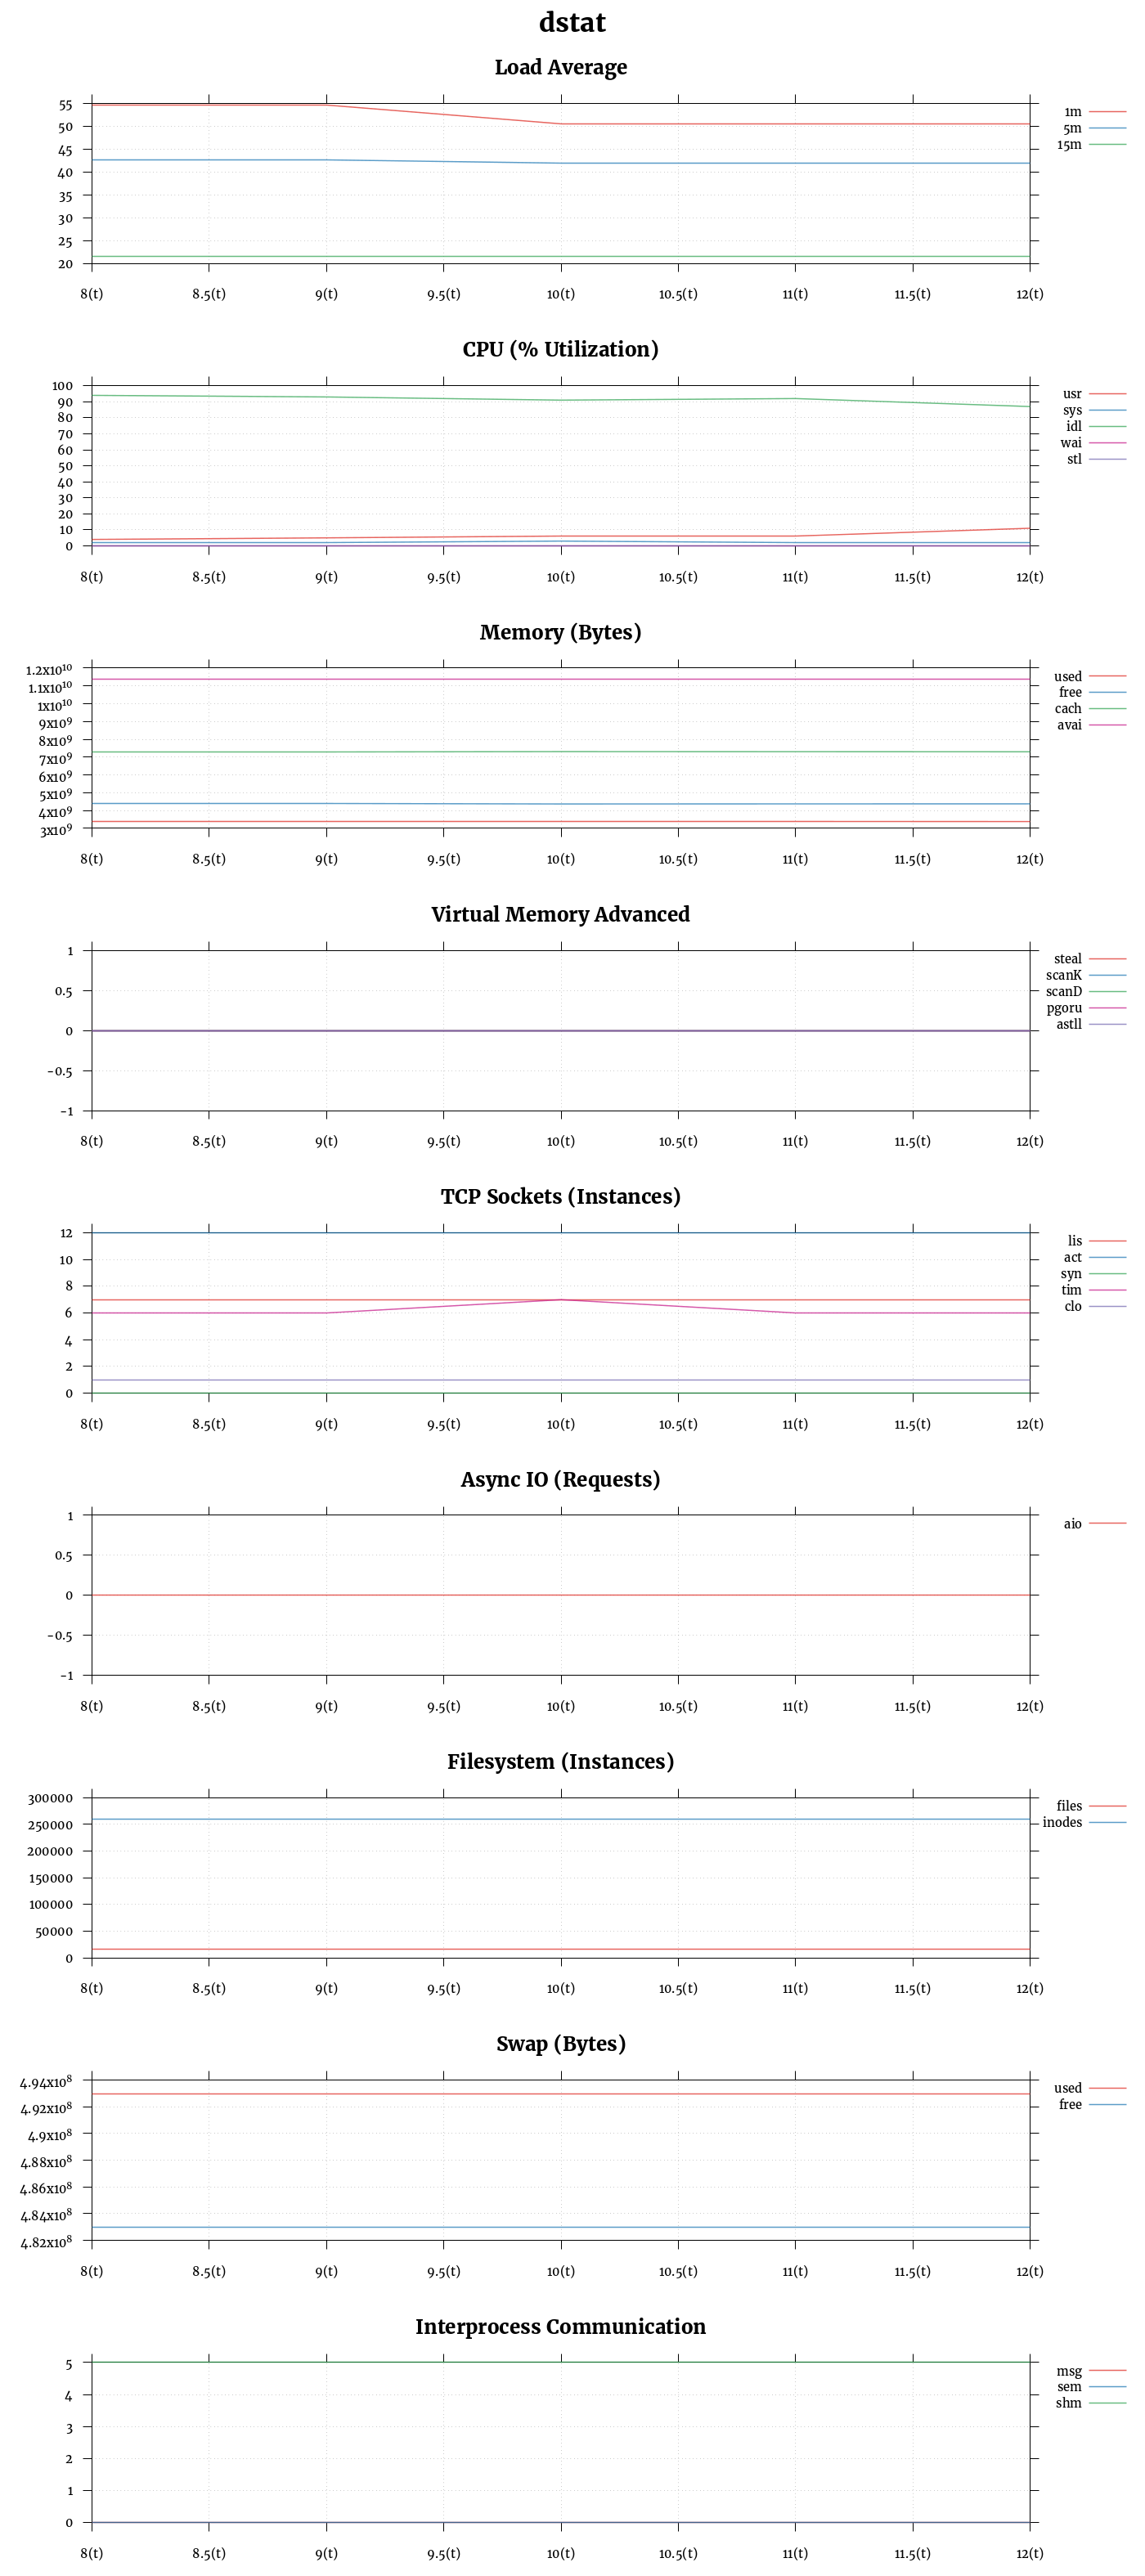 dstat
Load Average
55
50
45
40
35
30
25
20
8(t) 8.5(t) 9(t) 9.5(t) 10(t) 10.5(t) 11(t) 11.5(t) 12(t)
1m
5m
15m
CPU (% Utilization)
100
90
80
70
60
50
40
30
20
10
0
8(t) 8.5(t) 9(t) 9.5(t) 10(t) 10.5(t) 11(t) 11.5(t) 12(t)
usr
sys
idl
wai
stl
Memory (Bytes)
1.2x10¹⁰
1.1x10¹⁰
1x10¹⁰
9x10⁹
8x10⁹
7x10⁹
6x10⁹
5x10⁹
4x10⁹
3x10⁹
8(t) 8.5(t) 9(t) 9.5(t) 10(t) 10.5(t) 11(t) 11.5(t) 12(t)
used
free
cach
avai
Virtual Memory Advanced
1
0.5
0
-0.5
-1
8(t) 8.5(t) 9(t) 9.5(t) 10(t) 10.5(t) 11(t) 11.5(t) 12(t)
steal
scanK
scanD
pgoru
astll
TCP Sockets (Instances)
12
10
8
6
4
2
0
8(t) 8.5(t) 9(t) 9.5(t) 10(t) 10.5(t) 11(t) 11.5(t) 12(t)
lis
act
syn
tim
clo
Async IO (Requests)
1
0.5
0
-0.5
-1
8(t) 8.5(t) 9(t) 9.5(t) 10(t) 10.5(t) 11(t) 11.5(t) 12(t)
aio
Filesystem (Instances)
300000
250000
200000
150000
100000
50000
0
8(t) 8.5(t) 9(t) 9.5(t) 10(t) 10.5(t) 11(t) 11.5(t) 12(t)
files
inodes
Swap (Bytes)
4.94x10⁸
4.92x10⁸
4.9x10⁸
4.88x10⁸
4.86x10⁸
4.84x10⁸
4.82x10⁸
8(t) 8.5(t) 9(t) 9.5(t) 10(t) 10.5(t) 11(t) 11.5(t) 12(t)
used
free
Interprocess Communication
5
4
3
2
1
0
8(t) 8.5(t) 9(t) 9.5(t) 10(t) 10.5(t) 11(t) 11.5(t) 12(t)
msg
sem
shm